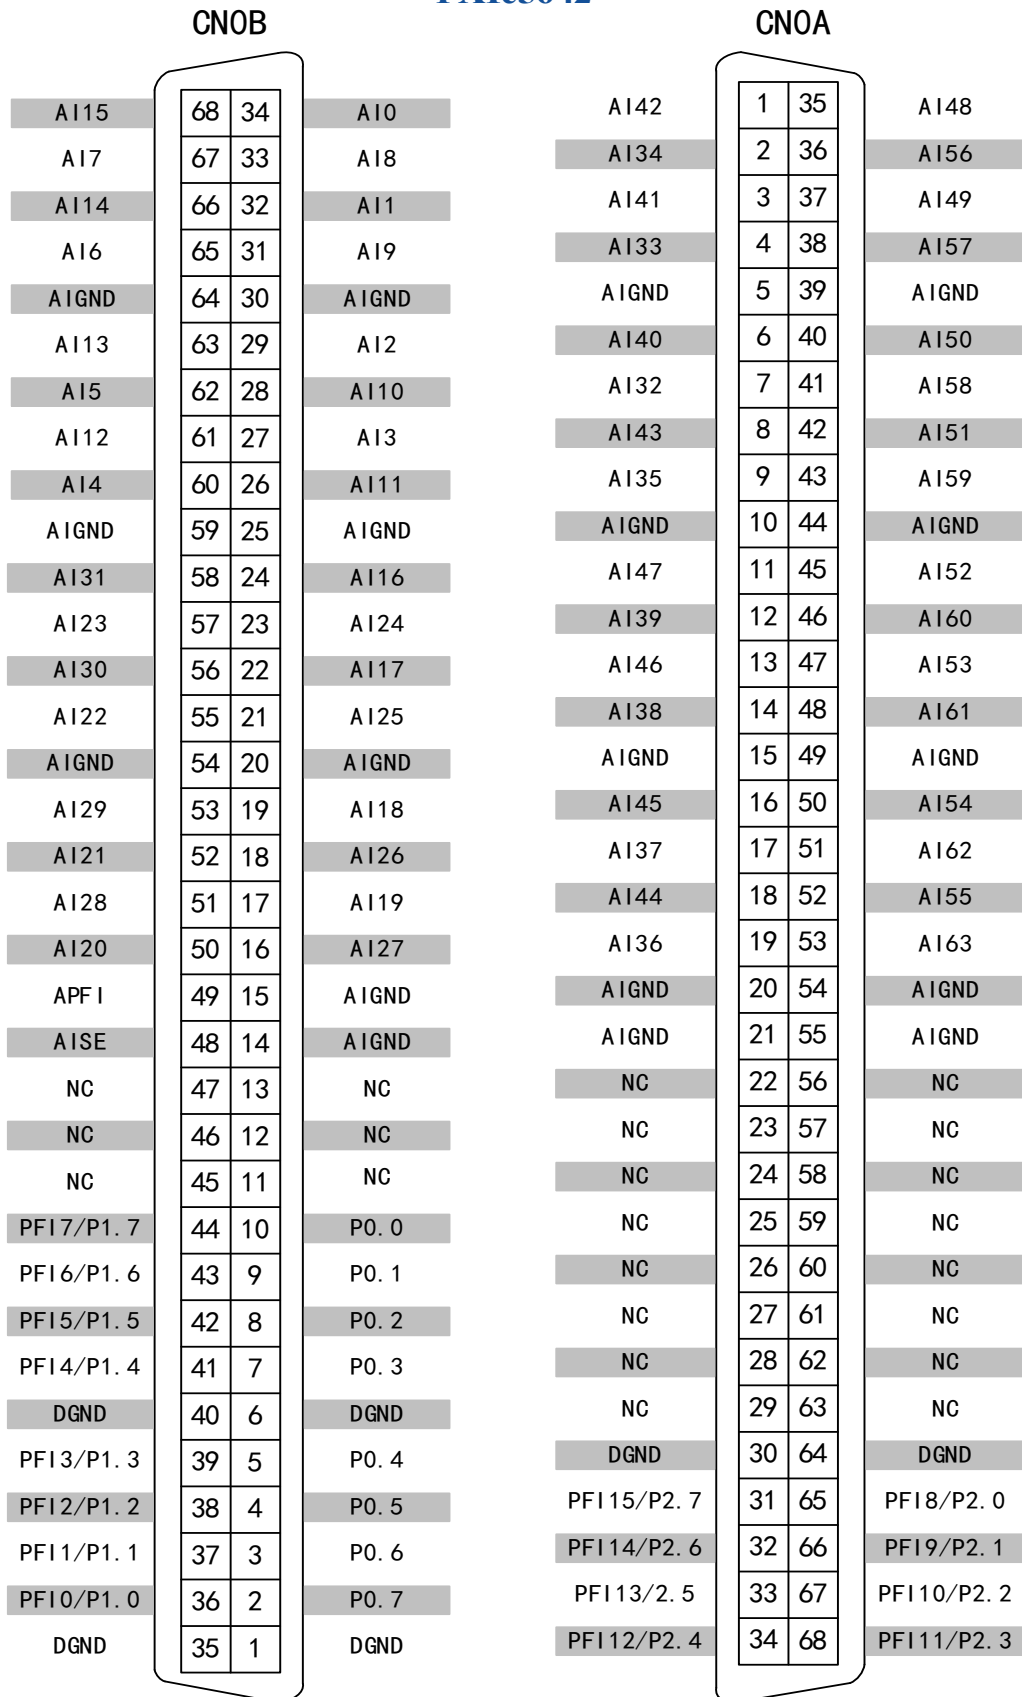 CN0B CN0A
AI15 68 34 AI0 AI42 1 35 AI48
AI7 67 33 AI8 AI34 2 36 AI56
AI14 66 32 AI1 AI41 3 37 AI49
AI6 65 31 AI9 AI33 4 38 AI57
AIGND 64 30 AIGND AIGND 5 39 AIGND
AI13 63 29 AI2 AI40 6 40 AI50
AI5 62 28 AI10 AI32 7 41 AI58
AI12 61 27 AI3 AI43 8 42 AI51
AI4 60 26 AI11 AI35 9 43 AI59
AIGND 59 25 AIGND AIGND 10 44 AIGND
AI31 58 24 AI16 AI47 11 45 AI52
AI23 57 23 AI24 AI39 12 46 AI60
AI30 56 22 AI17 AI46 13 47 AI53
AI22 55 21 AI25 AI38 14 48 AI61
AIGND 54 20 AIGND AIGND 15 49 AIGND
AI29 53 19 AI18 AI45 16 50 AI54
AI21 52 18 AI26 AI37 17 51 AI62
AI28 51 17 AI19 AI44 18 52 AI55
AI20 50 16 AI27 AI36 19 53 AI63
APFI 49 15 AIGND AIGND 20 54 AIGND
AISE 48 14 AIGND AIGND 21 55 AIGND
NC 47 13 NC NC 22 56 NC
NC 46 12 NC NC 23 57 NC
NC 45 11 NC NC 24 58 NC
PFI7/P1.7 44 10 P0.0 NC 25 59 NC
PFI6/P1.6 43 9 P0.1 NC 26 60 NC
PFI5/P1.5 42 8 P0.2 NC 27 61 NC
PFI4/P1.4 41 7 P0.3 NC 28 62 NC
DGND 40 6 DGND NC 29 63 NC
PFI3/P1.3 39 5 P0.4 DGND 30 64 DGND
PFI2/P1.2 38 4 P0.5 PFI15/P2.7 31 65 PFI8/P2.0
PFI1/P1.1 37 3 P0.6 PFI14/P2.6 32 66 PFI9/P2.1
PFI0/P1.0 36 2 P0.7 PFI13/2.5 33 67 PFI10/P2.2
DGND 35 1 DGND PFI12/P2.4 34 68 PFI11/P2.3